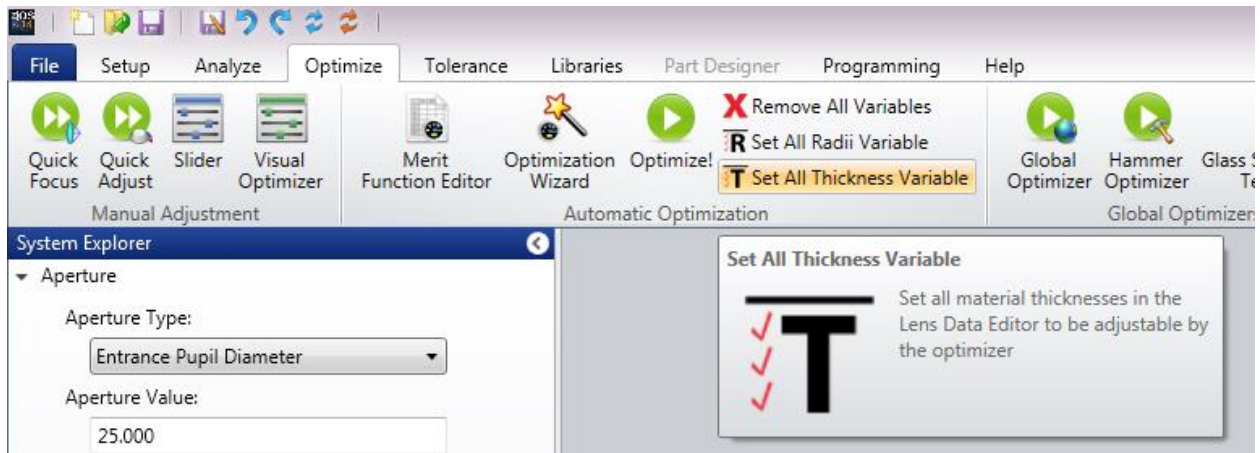 File Setup Analyze Optimize Tolerance Libraries Part Designer Programming Help
Quick Focus
Quick Adjust
Slider
Visual Optimizer
Manual Adjustment
Merit Function Editor
Optimization Wizard
Optimize!
Remove All Variables
Set All Radii Variable
Set All Thickness Variable
Automatic Optimization
Global Optimizer
Hammer Optimizer
Glass
Global Optimizers
System Explorer
Aperture
Aperture Type:
Entrance Pupil Diameter
Aperture Value:
25.000
Set All Thickness Variable
Set all material thicknesses in the
Lens Data Editor to be adjustable by
the optimizer